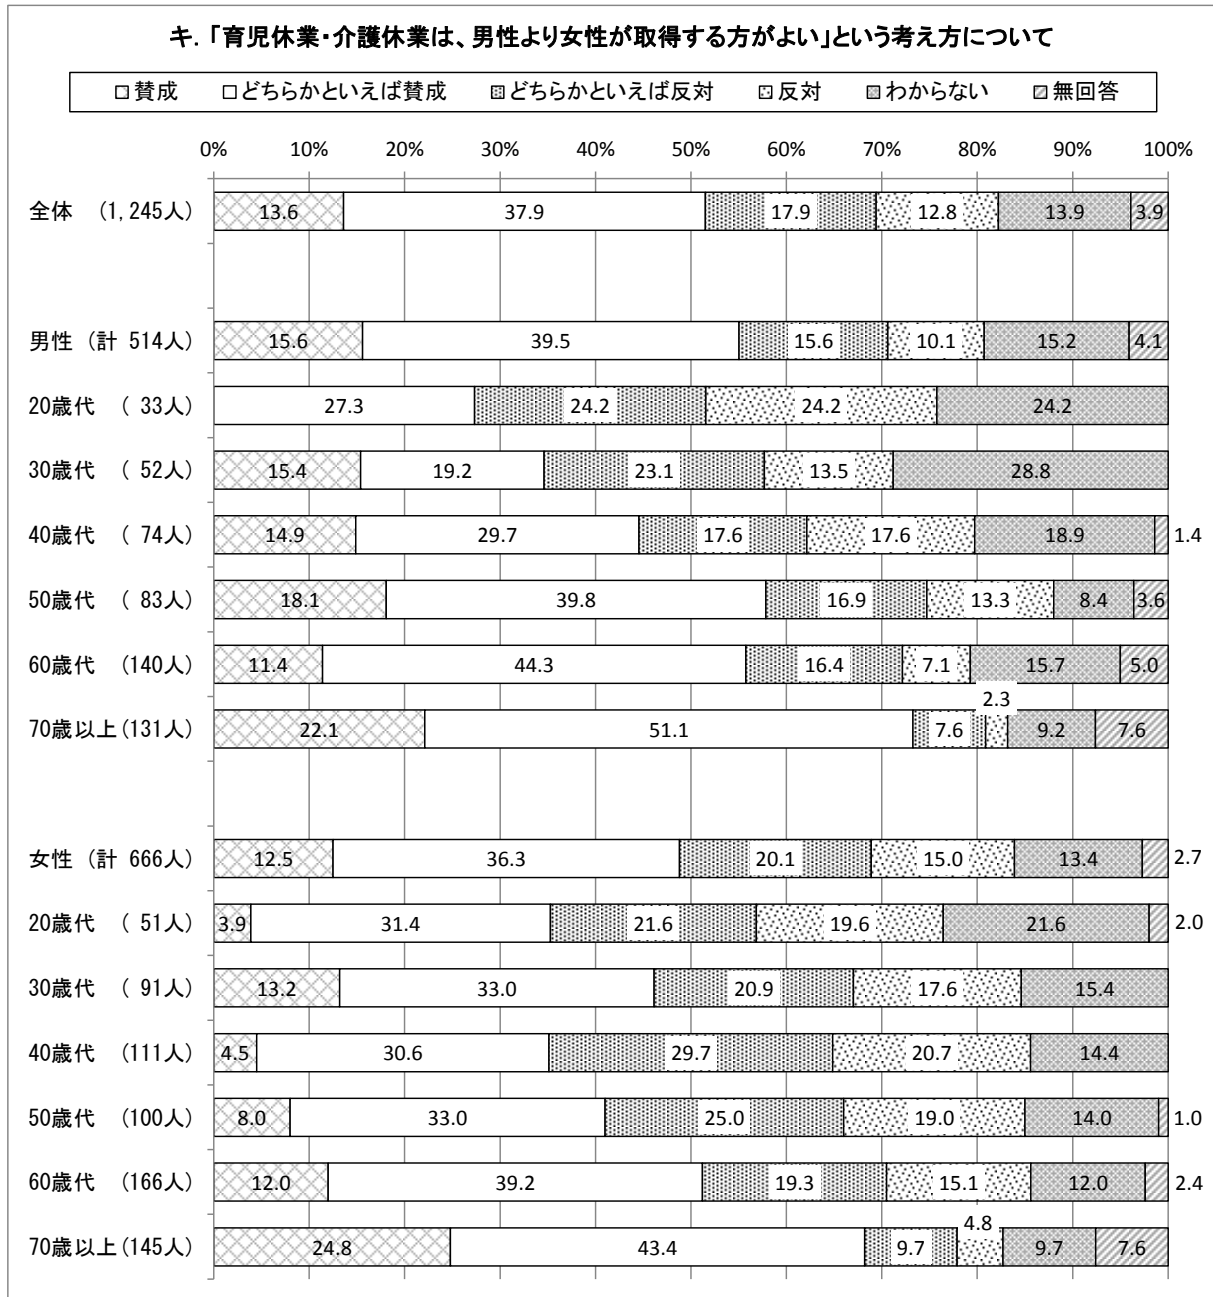 キ.「育児休業・介護休業は、男性より女性が取得する方がよい」という考え方について
賛成 どちらかといえば賛成 どちらかといえば反対 反対 わからない 無回答
0% 10% 20% 30% 40% 50% 60% 70% 80% 90% 100%
全体 (1,245人) 13.6 37.9 17.9 12.8 13.9 3.9
男性 (計 514人) 15.6 39.5 15.6 10.1 15.2 4.1
20歳代 ( 33人) 27.3 24.2 24.2 24.2
30歳代 ( 52人) 15.4 19.2 23.1 13.5 28.8
40歳代 ( 74人) 14.9 29.7 17.6 17.6 18.9 1.4
50歳代 ( 83人) 18.1 39.8 16.9 13.3 8.4 3.6
60歳代 (140人) 11.4 44.3 16.4 7.1 15.7 5.0
70歳以上(131人) 22.1 51.1 7.6 2.3 9.2 7.6
女性 (計 666人) 12.5 36.3 20.1 15.0 13.4 2.7
20歳代 ( 51人) 3.9 31.4 21.6 19.6 21.6 2.0
30歳代 ( 91人) 13.2 33.0 20.9 17.6 15.4
40歳代 (111人) 4.5 30.6 29.7 20.7 14.4
50歳代 (100人) 8.0 33.0 25.0 19.0 14.0 1.0
60歳代 (166人) 12.0 39.2 19.3 15.1 12.0 2.4
70歳以上(145人) 24.8 43.4 9.7 4.8 9.7 7.6